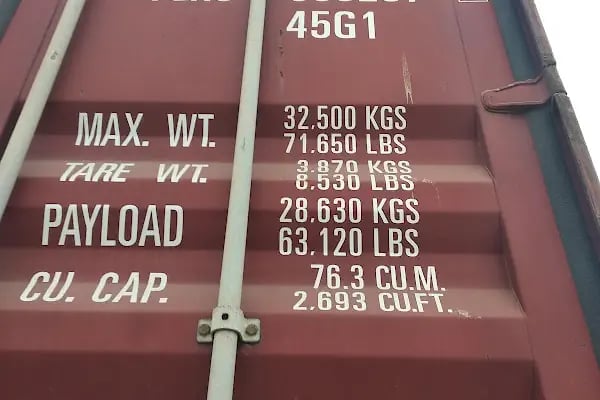 45G1
MAX. WT. 32,500 KGS
71,650 LBS
TARE WT. 3,870 KGS
8,530 LBS
PAYLOAD 28,630 KGS
63,120 LBS
CU. CAP. 76.3 CU.M.
2,693 CU.FT.